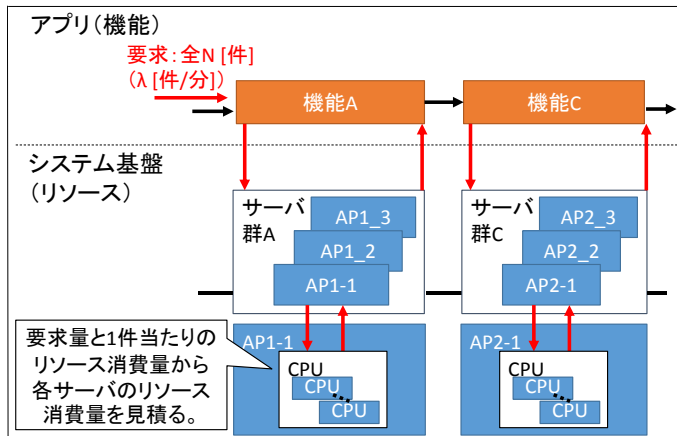 アプリ（機能）
要求：全N [件]
（λ [件/分]）
機能A
機能C
システム基盤
（リソース）
サーバ
群A
AP1_3
AP1_2
AP1-1
サーバ
群C
AP2_3
AP2_2
AP2-1
要求量と1件当たりの
リソース消費量から
各サーバのリソース
消費量を見積る。
AP1-1
CPU
CPU
CPU
AP2-1
CPU
CPU
CPU